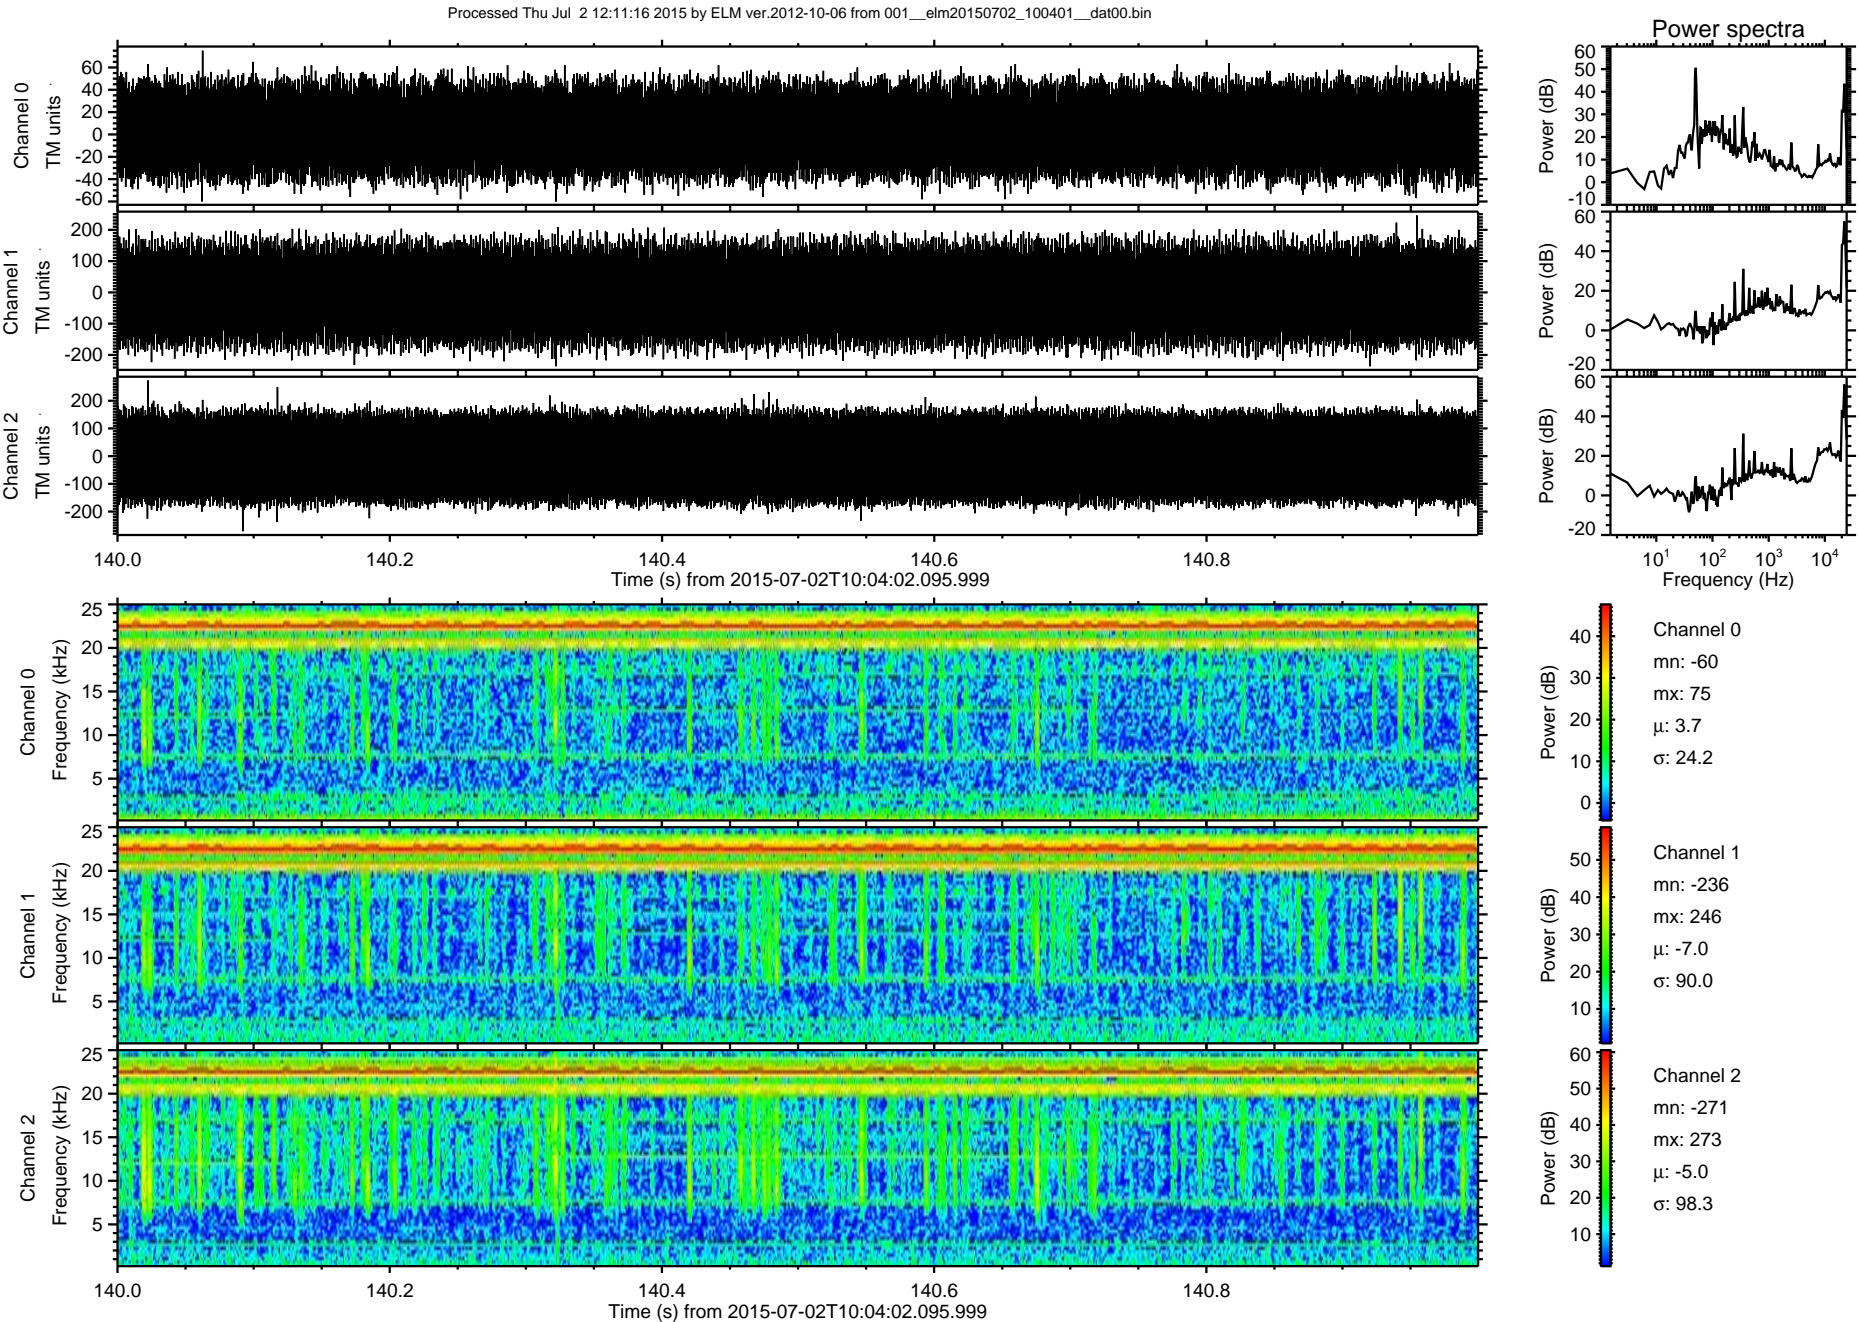 Processed Thu Jul  2 12:11:16 2015 by ELM ver.2012-10-06 from 001__elm20150702_100401__dat00.bin
Power spectra
Channel 0
TM units
60
40
20
0
-20
-40
-60
Power (dB)
60
50
40
30
20
10
0
-10
Channel 1
TM units
200
100
0
-100
-200
Power (dB)
60
40
20
0
-20
Channel 2
TM units
200
100
0
-100
-200
Power (dB)
60
40
20
0
-20
140.0 140.2 140.4 140.6 140.8
Time (s) from 2015-07-02T10:04:02.095.999
10¹ 10² 10³ 10⁴
Frequency (Hz)
Channel 0
Frequency (kHz)
25
20
15
10
5
Power (dB)
40
30
20
10
0
Channel 0
mn: -60
mx: 75
μ: 3.7
σ: 24.2
Channel 1
Frequency (kHz)
25
20
15
10
5
Power (dB)
50
40
30
20
10
Channel 1
mn: -236
mx: 246
μ: -7.0
σ: 90.0
Channel 2
Frequency (kHz)
25
20
15
10
5
Power (dB)
60
50
40
30
20
10
Channel 2
mn: -271
mx: 273
μ: -5.0
σ: 98.3
140.0 140.2 140.4 140.6 140.8
Time (s) from 2015-07-02T10:04:02.095.999